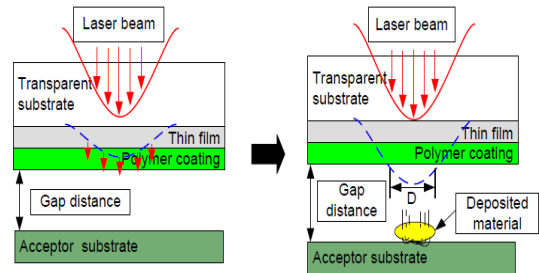 Laser beam
Transparent
substrate
Thin film
Polymer coating
Gap distance
Acceptor substrate
Laser beam
Transparent
substrate
Thin film
Polymer coating
D
Gap
distance
Deposited
material
Acceptor substrate